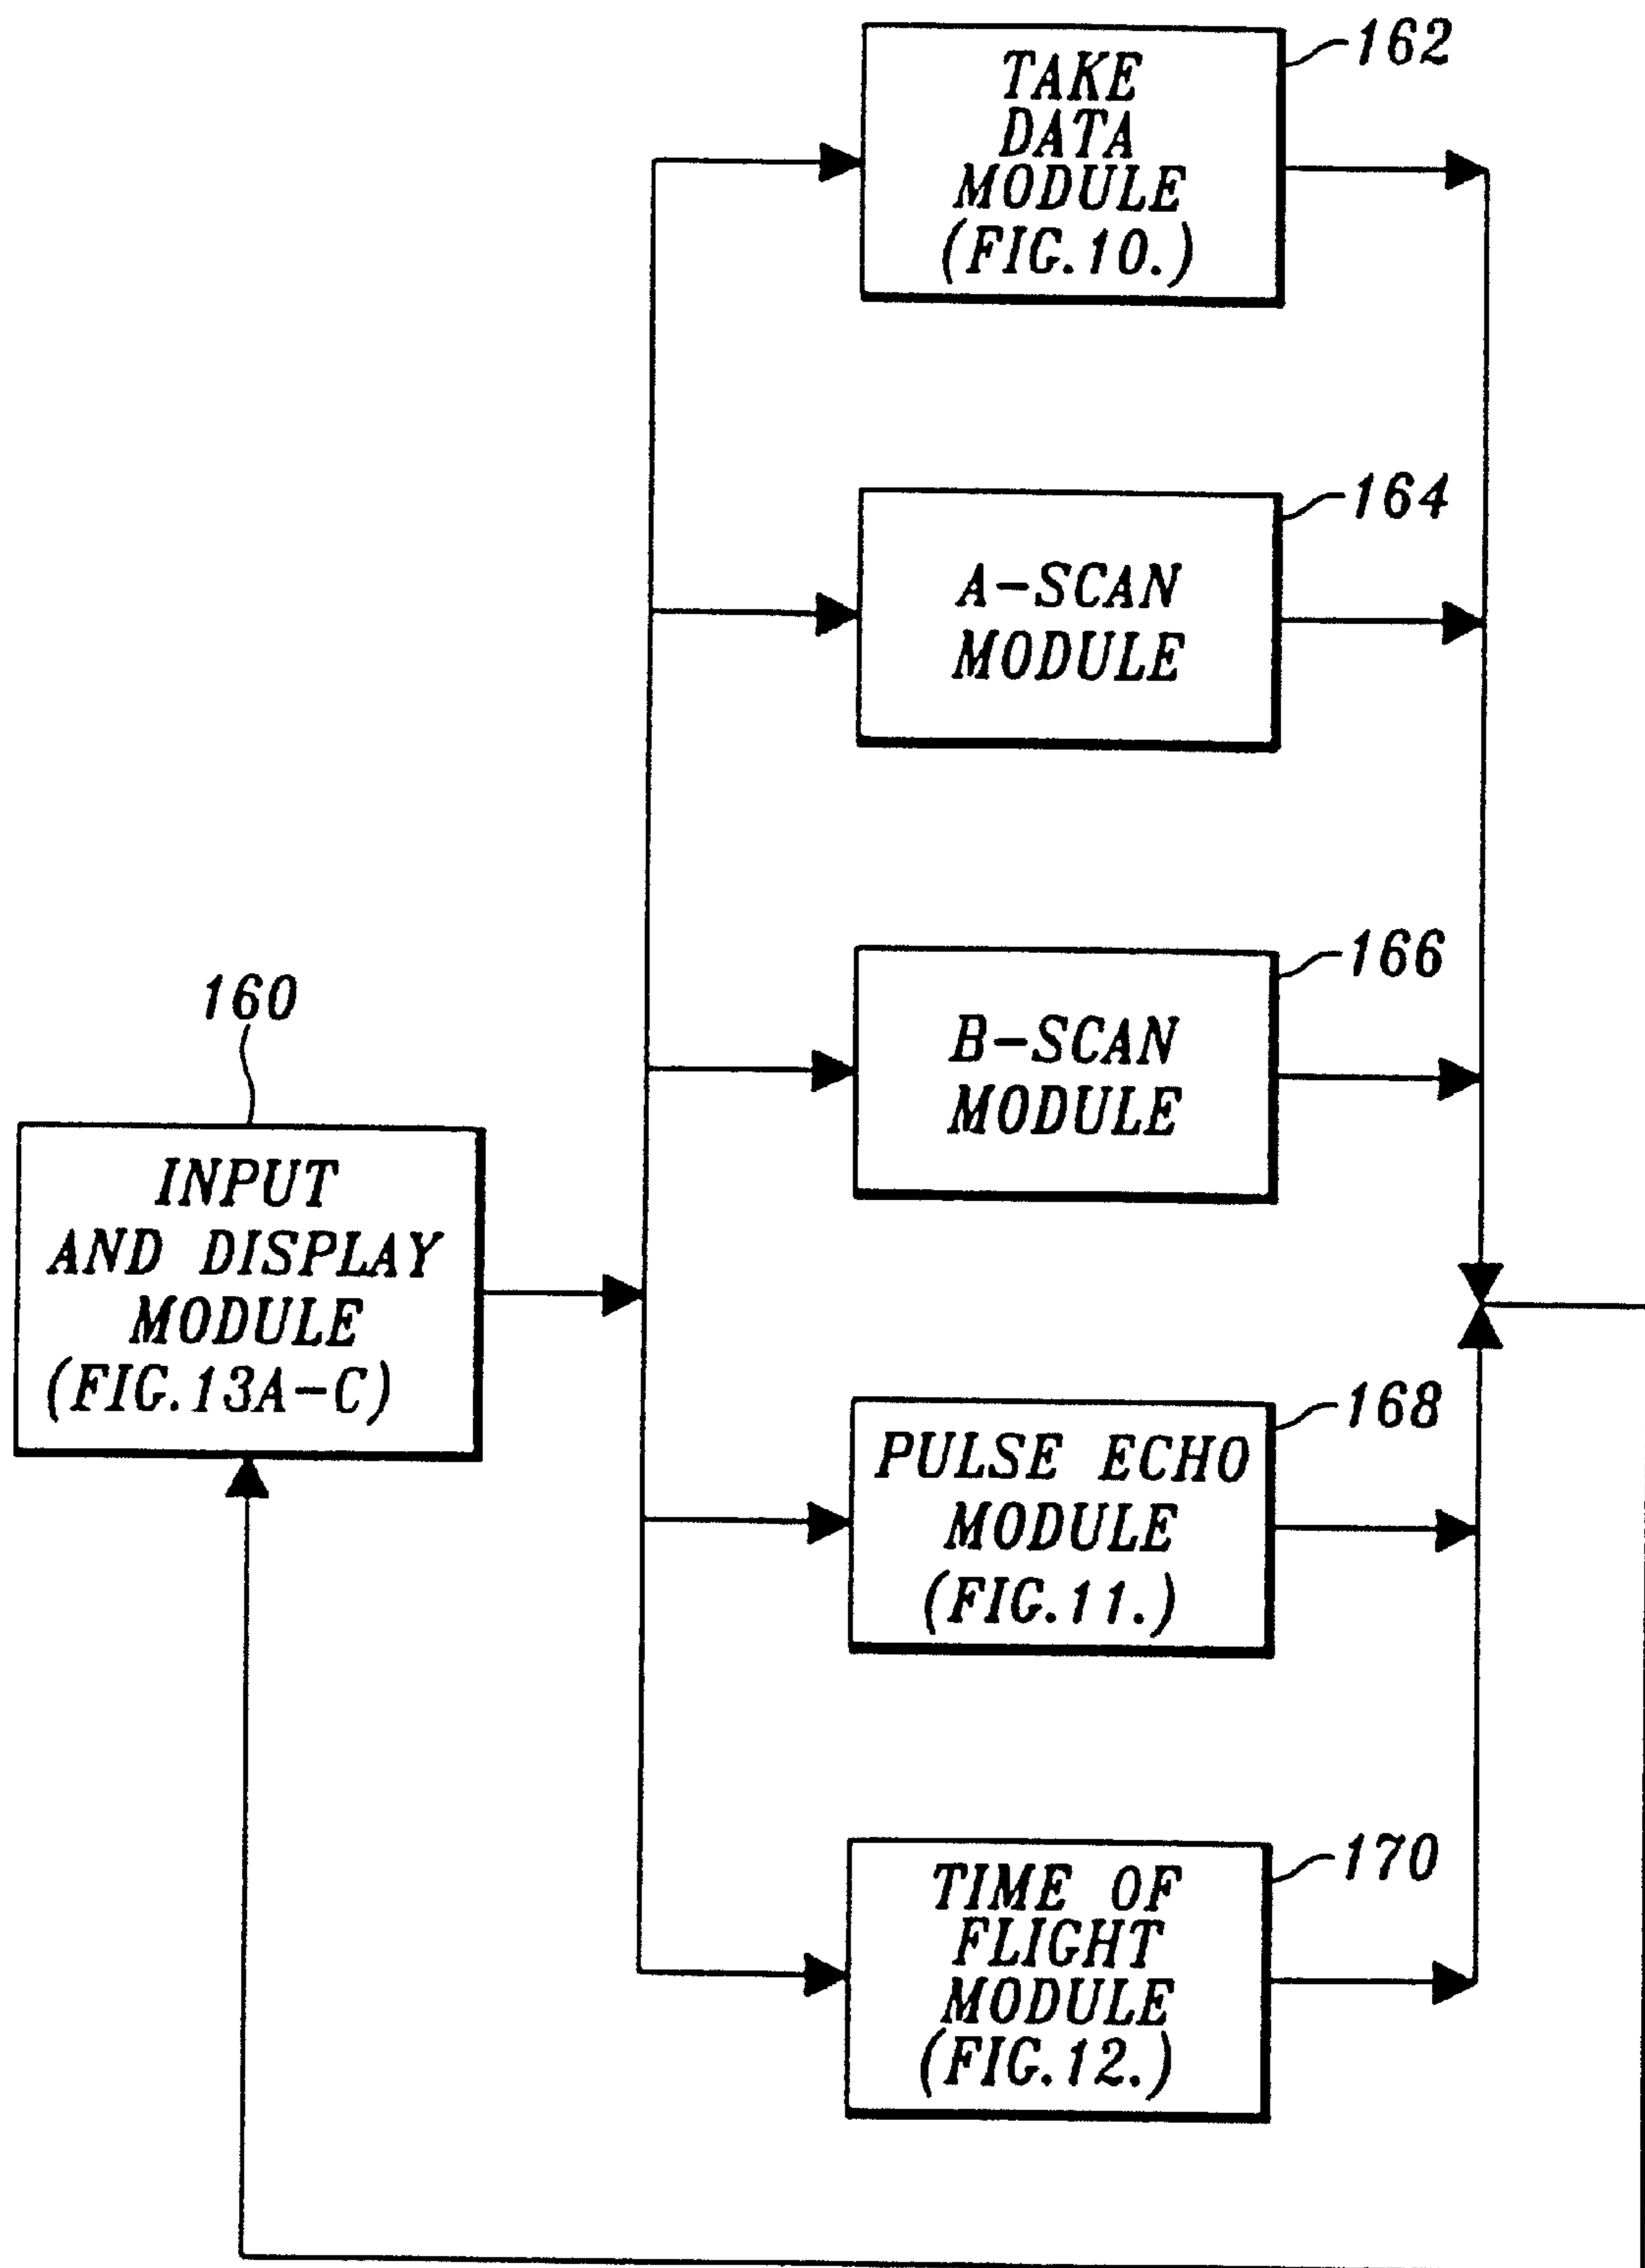 162
TAKE
DATA
MODULE
(FIG.10.)
164
A-SCAN
MODULE
166
B-SCAN
MODULE
160
INPUT
AND DISPLAY
MODULE
(FIG.13A-C)
168
PULSE ECHO
MODULE
(FIG.11.)
170
TIME OF
FLIGHT
MODULE
(FIG.12.)